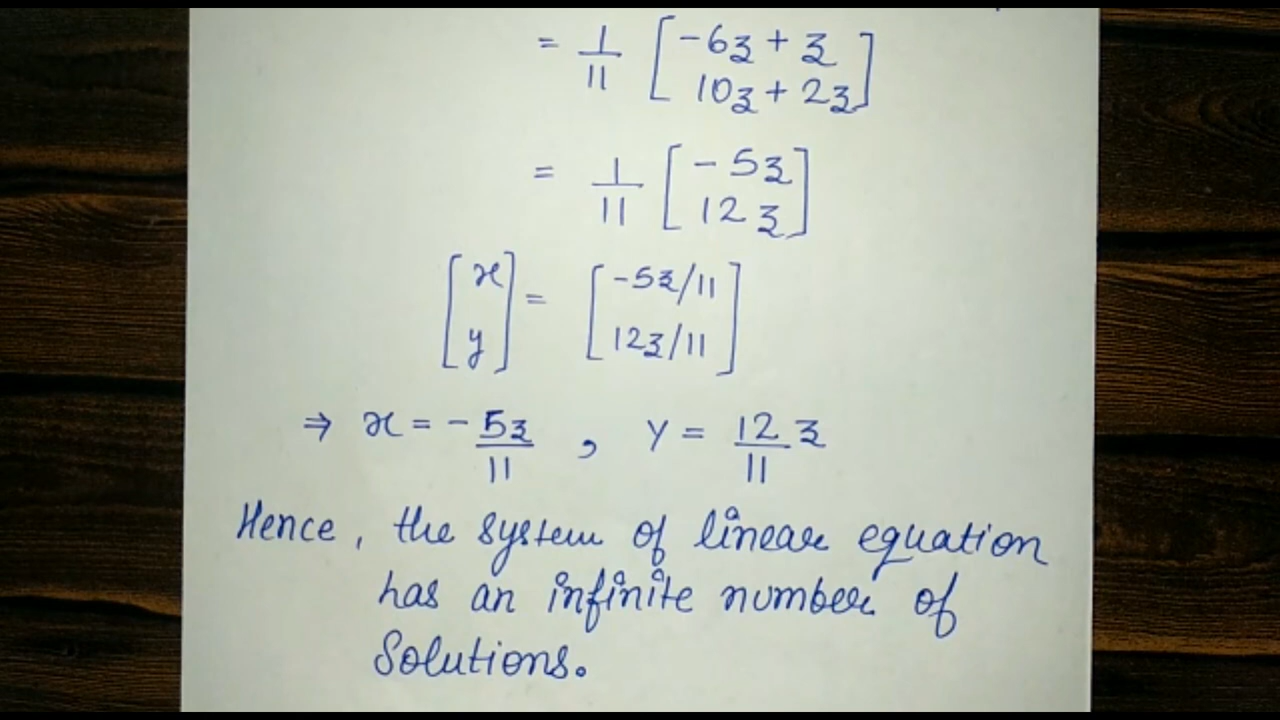 = 1/11 [-6z + z
10z + 2z]
= 1/11 [-5z
12z]
[x
y] = [-5z/11
12z/11]
⇒ x = -5z/11 , y = 12/11 z
Hence, the system of linear equation
has an infinite number of
Solutions.